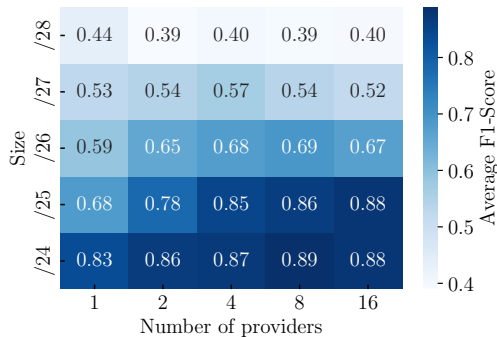 /28 0.44 0.39 0.40 0.39 0.40
/27 0.53 0.54 0.57 0.54 0.52
/26 0.59 0.65 0.68 0.69 0.67
/25 0.68 0.78 0.85 0.86 0.88
/24 0.83 0.86 0.87 0.89 0.88
1 2 4 8 16
Number of providers
Size
0.8
0.7
0.6
0.5
0.4
Average F1-Score